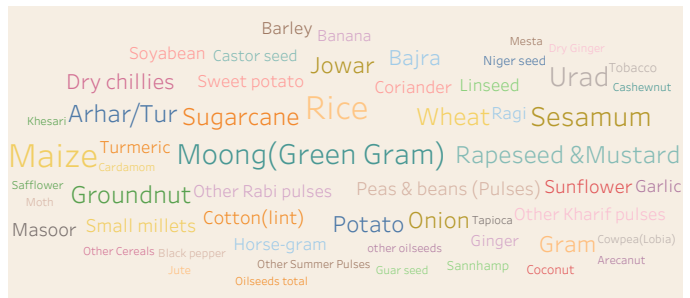 Barley
Banana
Mesta
Dry Ginger
Soyabean
Castor seed
Jowar
Bajra
Niger seed
Urad
Tobacco
Dry chillies
Sweet potato
Coriander
Linseed
Cashewnut
Khesari
Arhar/Tur
Sugarcane
Rice
Wheat
Ragi
Sesamum
Maize
Turmeric
Cardamom
Moong(Green Gram)
Rapeseed &Mustard
Safflower
Moth
Groundnut
Other Rabi pulses
Peas & beans (Pulses)
Sunflower
Garlic
Masoor
Small millets
Cotton(lint)
Potato
Onion
Tapioca
Other Kharif pulses
Other Cereals
Black pepper
Horse-gram
other oilseeds
Ginger
Gram
Cowpea(Lobia)
Arecanut
Jute
Other Summer Pulses
Guar seed
Sannhamp
Coconut
Oilseeds total